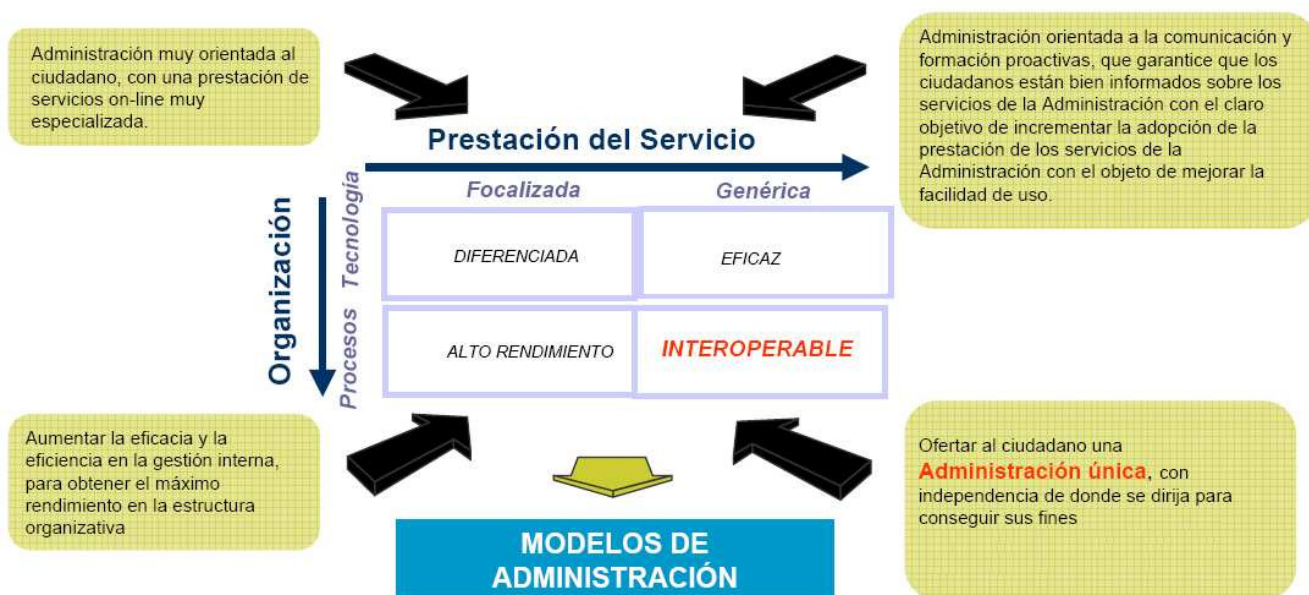 Administración muy orientada al
ciudadano, con una prestación de
servicios on-line muy
especializada.
Administración orientada a la comunicación y
formación proactivas, que garantice que los
ciudadanos están bien informados sobre los
servicios de la Administración con el claro
objetivo de incrementar la adopción de la
prestación de los servicios de la
Administración con el objeto de mejorar la
facilidad de uso.
Prestación del Servicio
Focalizada
Genérica
Organización
Tecnología
Procesos
DIFERENCIADA
EFICAZ
ALTO RENDIMIENTO
INTEROPERABLE
Aumentar la eficacia y la
eficiencia en la gestión interna,
para obtener el máximo
rendimiento en la estructura
organizativa
Ofertar al ciudadano una
Administración única, con
independencia de donde se dirija para
conseguir sus fines
MODELOS DE
ADMINISTRACIÓN